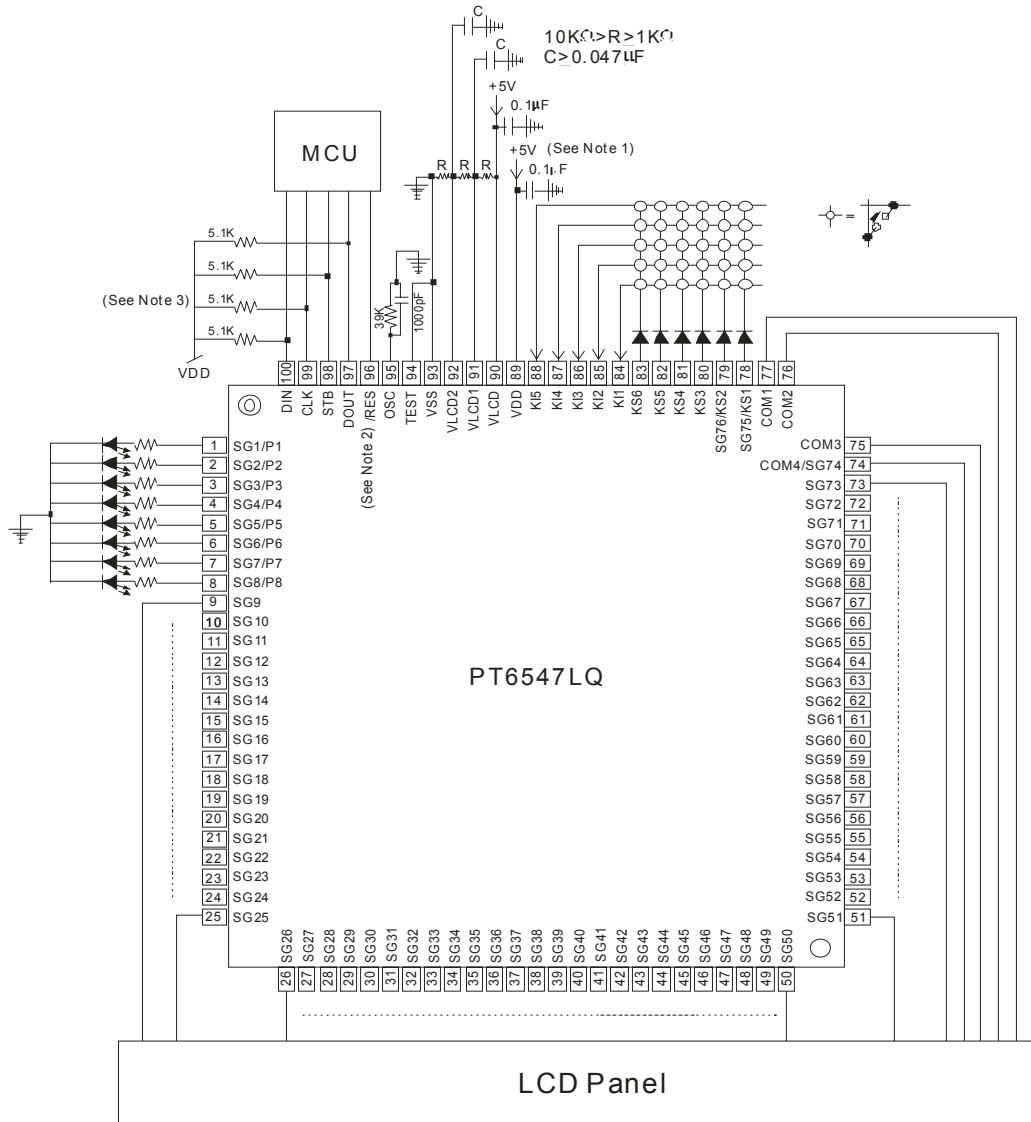 C
10KΩ>R≥1KΩ
C
C≥0.047μF
+5V
0.1μF
MCU
+5V (See Note 1)
R R R
0.1μF
5.1K
5.1K
(See Note 3)
5.1K
5.1K
VDD
39K
1000pF
=
100 99 98 97 96 95 94 93 92 91 90 89 88 87 86 85 84 83 82 81 80 79 78 77 76
DIN CLK STB DOUT (See Note 2) /RES OSC TEST VSS VLCD2 VLCD1 VLCD VDD KI5 KI4 KI3 KI2 KI1 KS6 KS5 KS4 KS3 SG76/KS2 SG75/KS1 COM1 COM2
1 SG1/P1 COM3 75
2 SG2/P2 COM4/SG74 74
3 SG3/P3 SG73 73
4 SG4/P4 SG72 72
5 SG5/P5 SG71 71
6 SG6/P6 SG70 70
7 SG7/P7 SG69 69
8 SG8/P8 SG68 68
9 SG9 SG67 67
10 SG10 SG66 66
11 SG11 SG65 65
12 SG12 SG64 64
13 SG13 SG63 63
PT6547LQ
14 SG14 SG62 62
15 SG15 SG61 61
16 SG16 SG60 60
17 SG17 SG59 59
18 SG18 SG58 58
19 SG19 SG57 57
20 SG20 SG56 56
21 SG21 SG55 55
22 SG22 SG54 54
23 SG23 SG53 53
24 SG24 SG52 52
25 SG25 SG51 51
SG26 SG27 SG28 SG29 SG30 SG31 SG32 SG33 SG34 SG35 SG36 SG37 SG38 SG39 SG40 SG41 SG42 SG43 SG44 SG45 SG46 SG47 SG48 SG49 SG50
26 27 28 29 30 31 32 33 34 35 36 37 38 39 40 41 42 43 44 45 46 47 48 49 50
LCD Panel